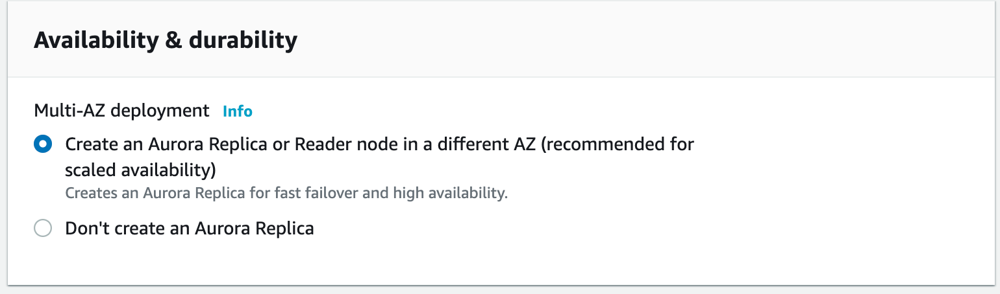 Availability & durability
Multi-AZ deployment Info
Create an Aurora Replica or Reader node in a different AZ (recommended for
scaled availability)
Creates an Aurora Replica for fast failover and high availability.
Don't create an Aurora Replica